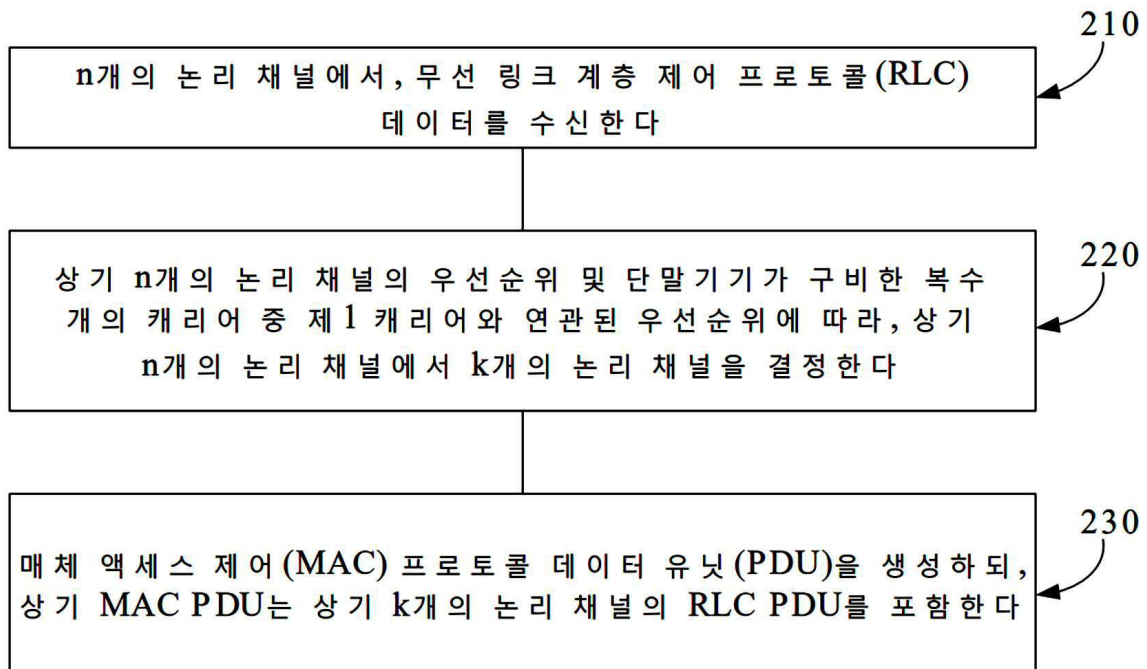 210
n개의 논리 채널에서, 무선 링크 계층 제어 프로토콜(RLC)
데이터를 수신한다
220
상기 n개의 논리 채널의 우선순위 및 단말기기가 구비한 복수
개의 캐리어 중 제1 캐리어와 연관된 우선순위에 따라, 상기
n개의 논리 채널에서 k개의 논리 채널을 결정한다
230
매체 액세스 제어(MAC) 프로토콜 데이터 유닛(PDU)을 생성하되,
상기 MAC PDU는 상기 k개의 논리 채널의 RLC PDU를 포함한다